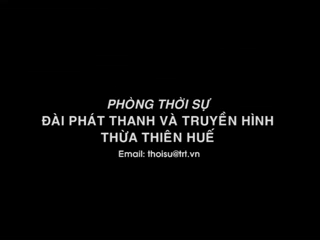 PHÒNG THỜI SỰ
ĐÀI PHÁT THANH VÀ TRUYỀN HÌNH
THỪA THIÊN HUẾ
Email: thoisu@trt.vn